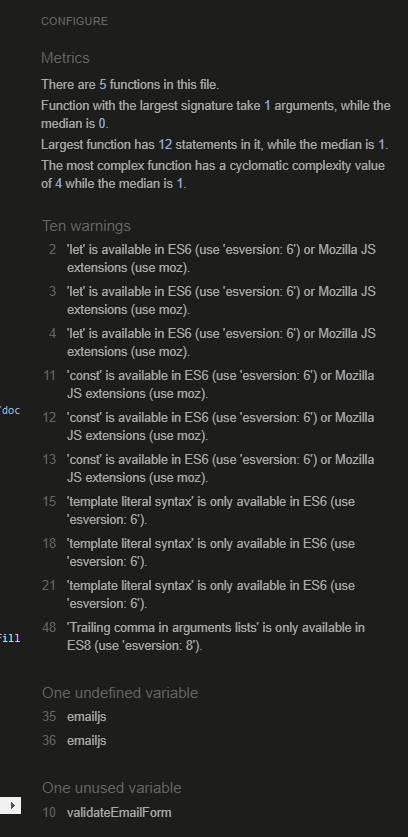 CONFIGURE
Metrics
There are 5 functions in this file.
Function with the largest signature take 1 arguments, while the
median is 0.
Largest function has 12 statements in it, while the median is 1.
The most complex function has a cyclomatic complexity value
of 4 while the median is 1.
Ten warnings
2 'let' is available in ES6 (use 'esversion: 6') or Mozilla JS
extensions (use moz).
3 'let' is available in ES6 (use 'esversion: 6') or Mozilla JS
extensions (use moz).
4 'let' is available in ES6 (use 'esversion: 6') or Mozilla JS
extensions (use moz).
11 'const' is available in ES6 (use 'esversion: 6') or Mozilla
JS extensions (use moz).
/doc
12 'const' is available in ES6 (use 'esversion: 6') or Mozilla
JS extensions (use moz).
13 'const' is available in ES6 (use 'esversion: 6') or Mozilla
JS extensions (use moz).
15 'template literal syntax' is only available in ES6 (use
'esversion: 6').
18 'template literal syntax' is only available in ES6 (use
'esversion: 6').
21 'template literal syntax' is only available in ES6 (use
'esversion: 6').
48 'Trailing comma in arguments lists' is only available in
fill
ES8 (use 'esversion: 8').
One undefined variable
35 emailjs
36 emailjs
One unused variable
10 validateEmailForm